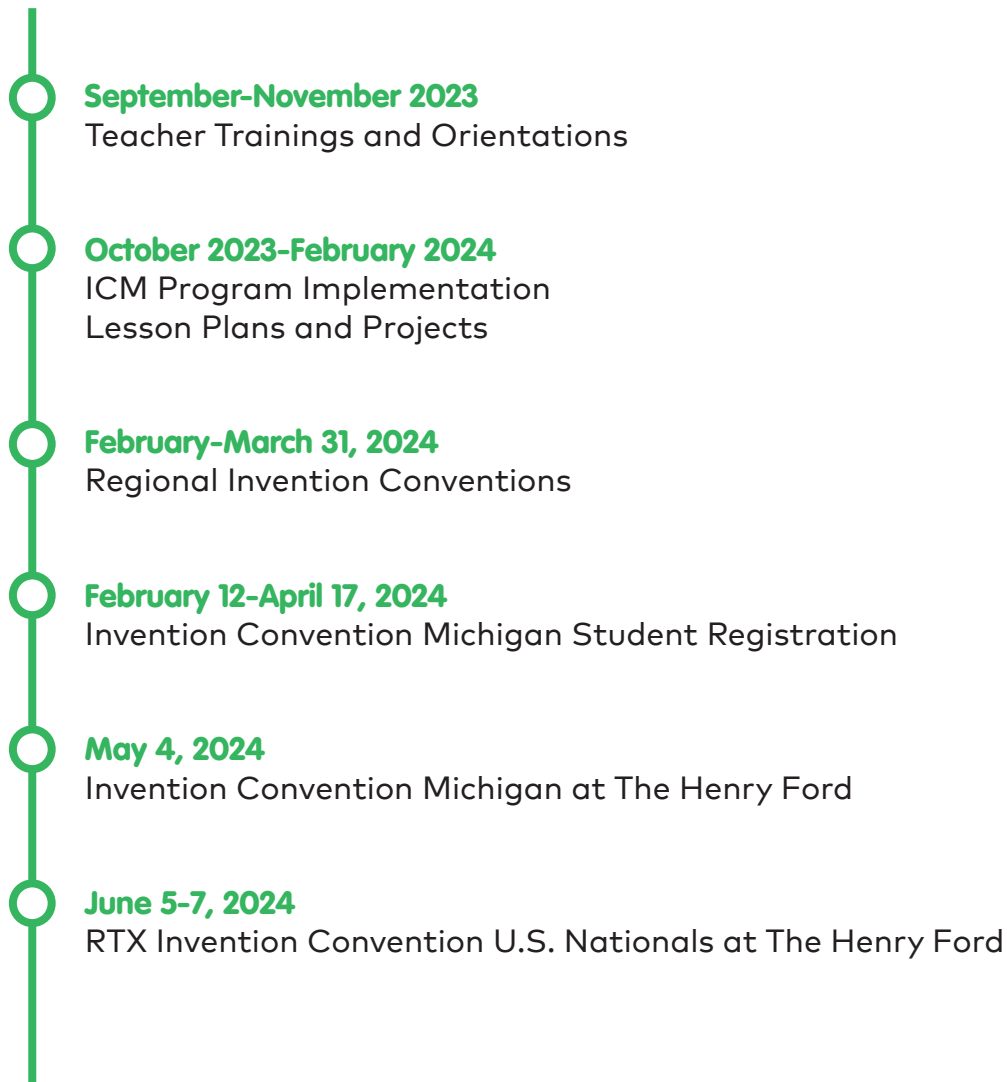 September-November 2023
Teacher Trainings and Orientations
October 2023-February 2024
ICM Program Implementation
Lesson Plans and Projects
February-March 31, 2024
Regional Invention Conventions
February 12-April 17, 2024
Invention Convention Michigan Student Registration
May 4, 2024
Invention Convention Michigan at The Henry Ford
June 5-7, 2024
RTX Invention Convention U.S. Nationals at The Henry Ford